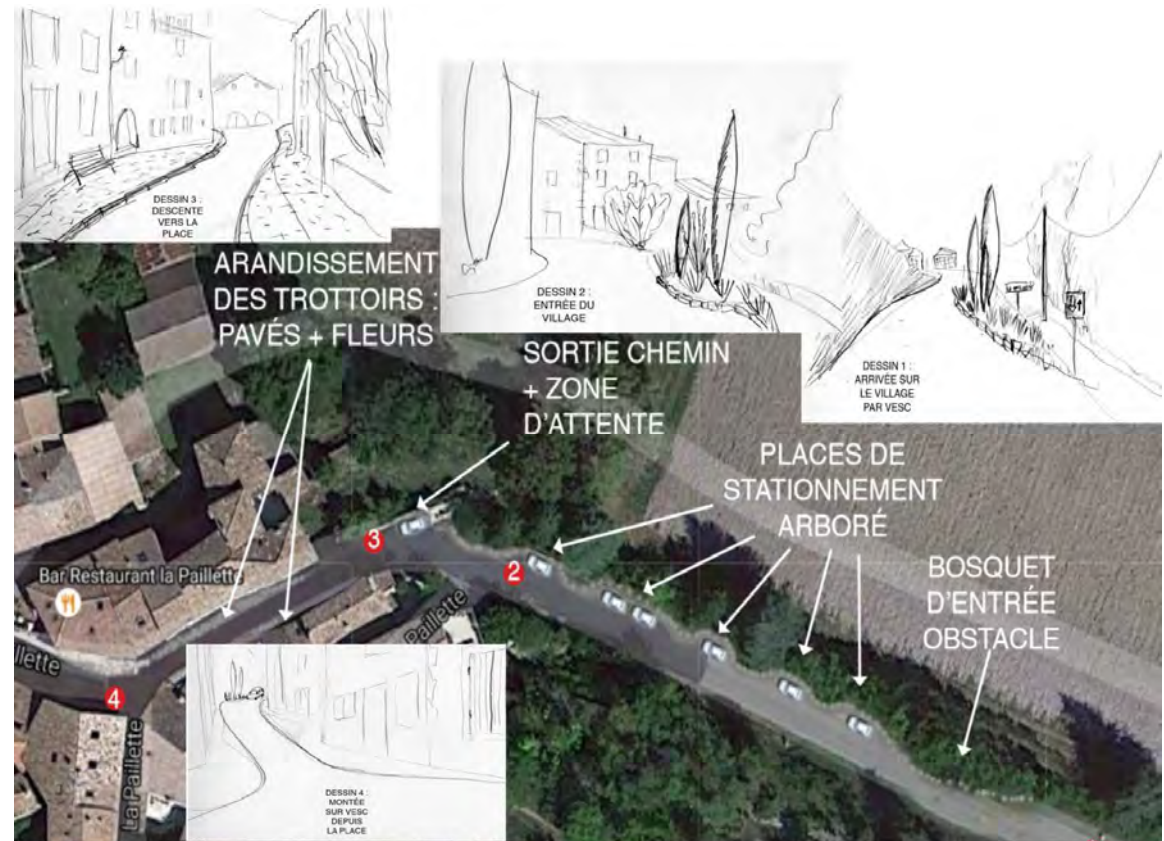 DESSIN 3 :
DESCENTE
VERS LA
PLACE
DESSIN 2 :
ENTRÉE DU
VILLAGE
DESSIN 1 :
ARRIVÉE SUR
LE VILLAGE
PAR VESC
ARANDISSEMENT
DES TROTTOIRS :
PAVÉS + FLEURS
SORTIE CHEMIN
+ ZONE
D'ATTENTE
PLACES DE
STATIONNEMENT
ARBORÉ
BOSQUET
D'ENTRÉE
OBSTACLE
3
2
Bar Restaurant la Paillette
Paillette
llette
4
La Paillette
DESSIN 4 :
MONTÉE
SUR VESC
DEPUIS
LA PLACE